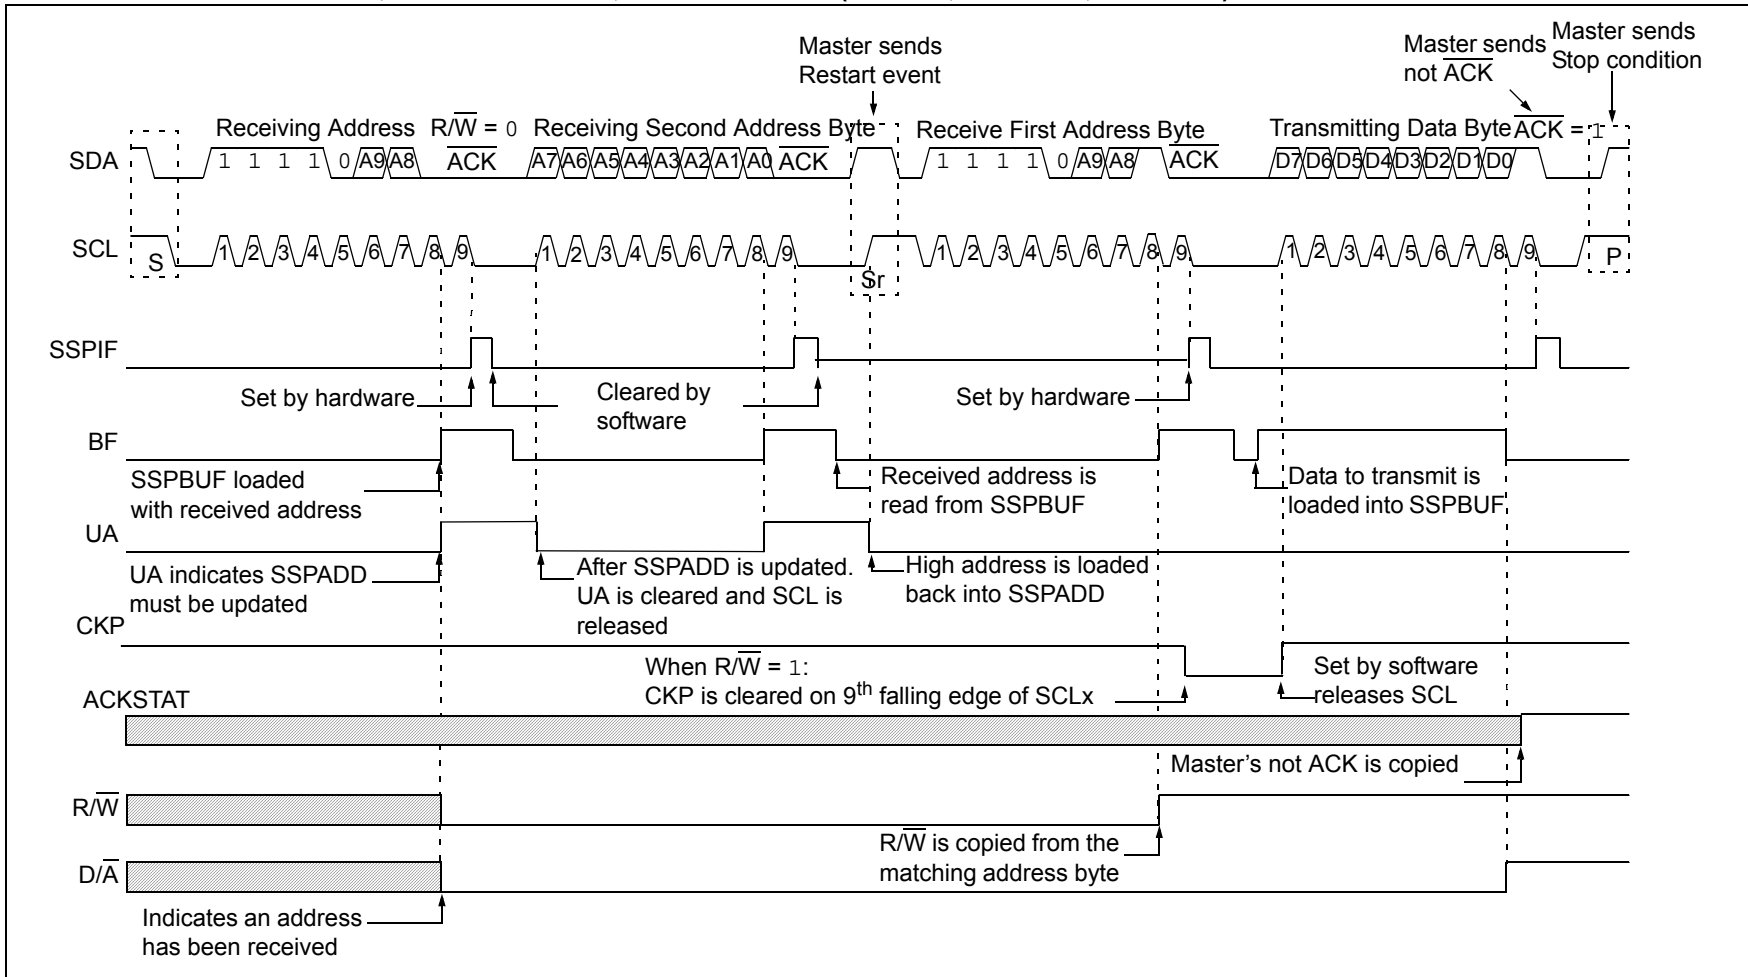 Master sends
Restart event
Master sends
not ACK
Master sends
Stop condition
Receiving Address R/W = 0 Receiving Second Address Byte Receive First Address Byte Transmitting Data Byte ACK = 1
SDA 1 1 1 1 0 A9 A8 ACK A7 A6 A5 A4 A3 A2 A1 A0 ACK 1 1 1 1 0 A9 A8 ACK D7 D6 D5 D4 D3 D2 D1 D0
SCL S 1 2 3 4 5 6 7 8 9 1 2 3 4 5 6 7 8 9 Sr 1 2 3 4 5 6 7 8 9 1 2 3 4 5 6 7 8 9 P
SSPIF
Set by hardware
Cleared by
software
Set by hardware
BF
SSPBUF loaded
with received address
Received address is
read from SSPBUF
Data to transmit is
loaded into SSPBUF
UA
UA indicates SSPADD
must be updated
After SSPADD is updated.
UA is cleared and SCL is
released
High address is loaded
back into SSPADD
CKP
When R/W = 1:
CKP is cleared on 9th falling edge of SCLx
Set by software
releases SCL
ACKSTAT
Master's not ACK is copied
R/W
R/W is copied from the
matching address byte
D/A
Indicates an address
has been received